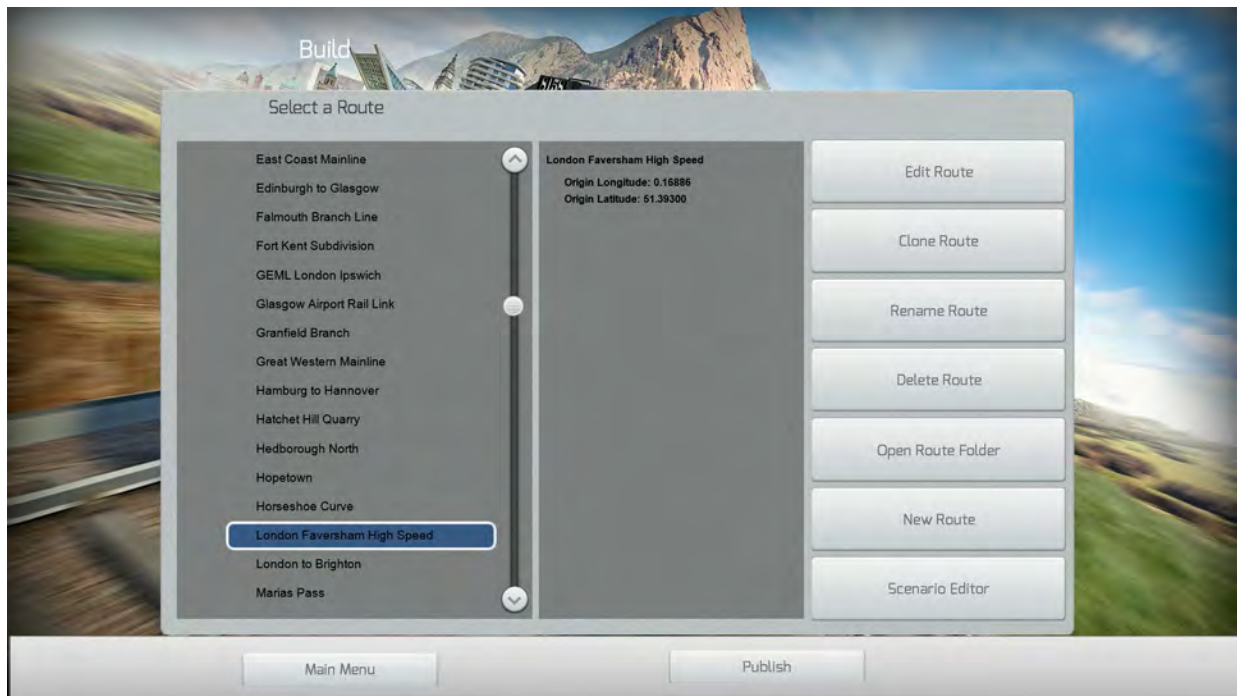 Build
Select a Route
East Coast Mainline
Edinburgh to Glasgow
Falmouth Branch Line
Fort Kent Subdivision
GEML London Ipswich
Glasgow Airport Rail Link
Granfield Branch
Great Western Mainline
Hamburg to Hannover
Hatchet Hill Quarry
Hedborough North
Hopetown
Horseshoe Curve
London Faversham High Speed
London to Brighton
Marias Pass
London Faversham High Speed
Origin Longitude: 0.16886
Origin Latitude: 51.39300
Edit Route
Clone Route
Rename Route
Delete Route
Open Route Folder
New Route
Scenario Editor
Main Menu
Publish